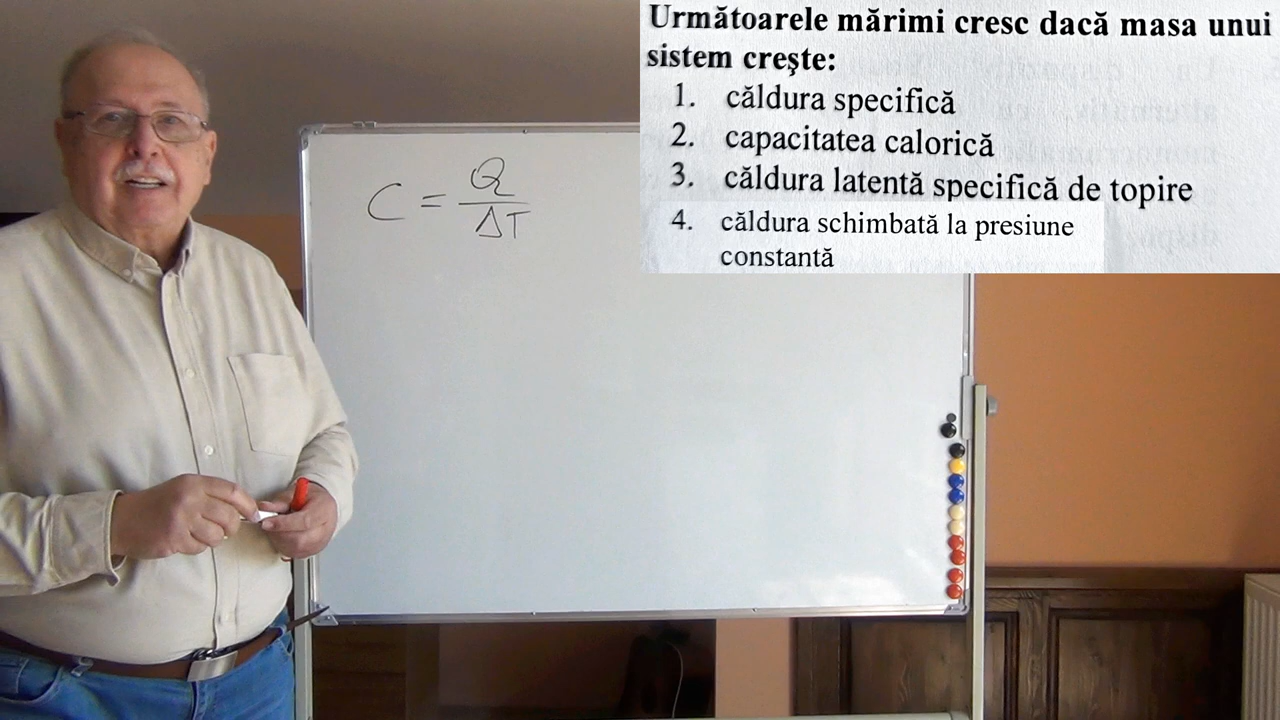 Următoarele mărimi cresc dacă masa unui
sistem creşte:
1. căldura specifică
2. capacitatea calorică
3. căldura latentă specifică de topire
4. căldura schimbată la presiune
constantă
C = Q / ΔT